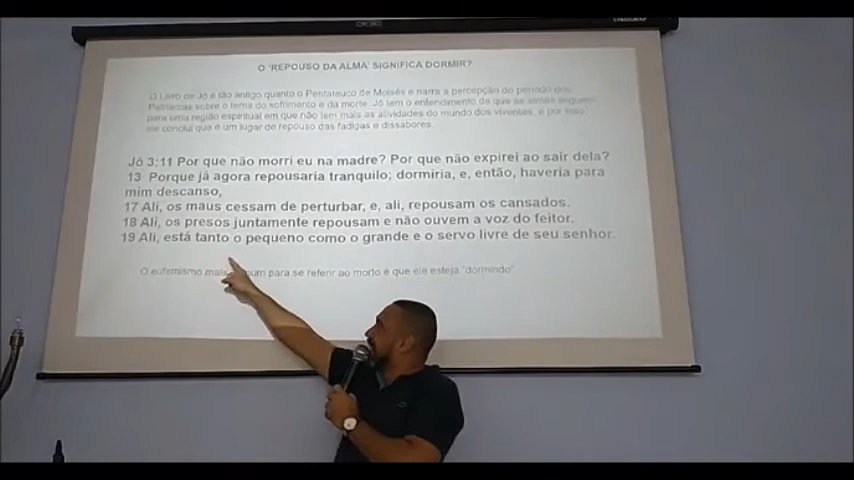 O 'REPOUSO DA ALMA' SIGNIFICA DORMIR?
O Livro de Jó é tão antigo quanto o Pentateuco de Moisés e narra a percepção do período dos
Patriarcas sobre o tema do sofrimento e da morte. Jó tem o entendimento de que as almas seguem
para uma região espiritual em que não tem mais as atividades do mundo dos viventes, e por isso
ele conclui que é um lugar de repouso das fadigas e dissabores.
Jó 3:11 Por que não morri eu na madre? Por que não expirei ao sair dela?
13 Porque já agora repousaria tranquilo; dormiria, e, então, haveria para
mim descanso,
17 Ali, os maus cessam de perturbar, e, ali, repousam os cansados.
18 Ali, os presos juntamente repousam e não ouvem a voz do feitor.
19 Ali, está tanto o pequeno como o grande e o servo livre de seu senhor.
O eufemismo mais para se referir ao morto é que ele esteja "dormindo"